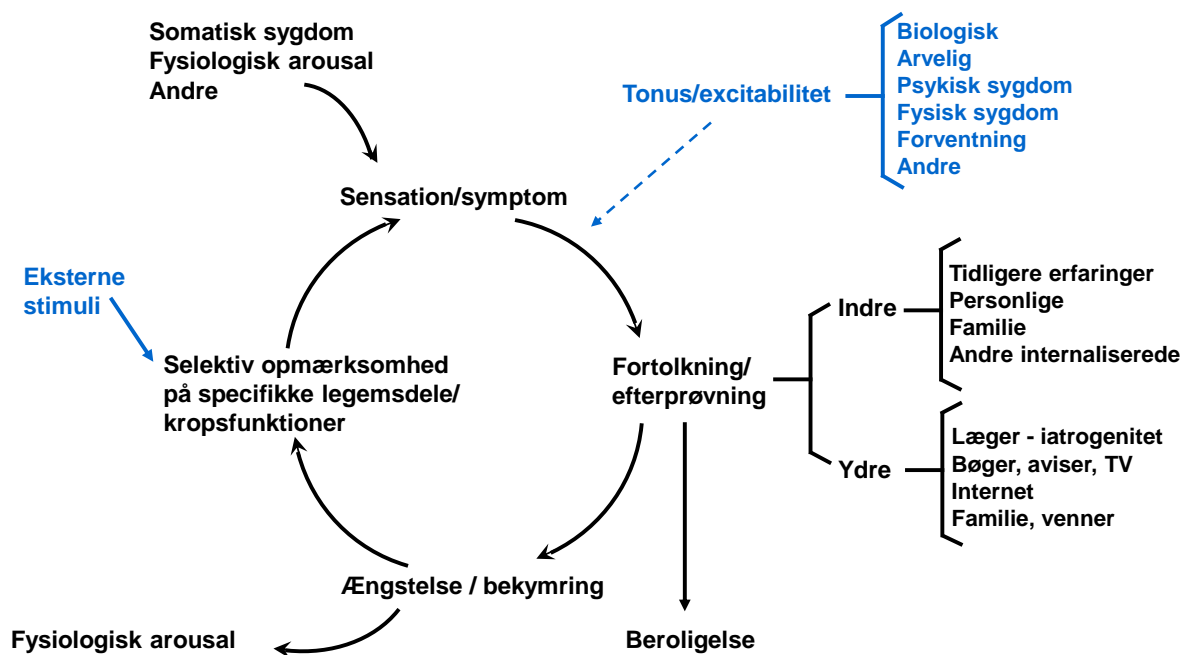 Somatisk sygdom
Fysiologisk arousal
Andre
Tonus/excitabilitet
Biologisk
Arvelig
Psykisk sygdom
Fysisk sygdom
Forventning
Andre
Sensation/symptom
Eksterne
stimuli
Selektiv opmærksomhed
på specifikke legemsdele/
kropsfunktioner
Fortolkning/
efterprøvning
Indre
Tidligere erfaringer
Personlige
Familie
Andre internaliserede
Ydre
Læger - iatrogenitet
Bøger, aviser, TV
Internet
Familie, venner
Ængstelse / bekymring
Fysiologisk arousal
Beroligelse